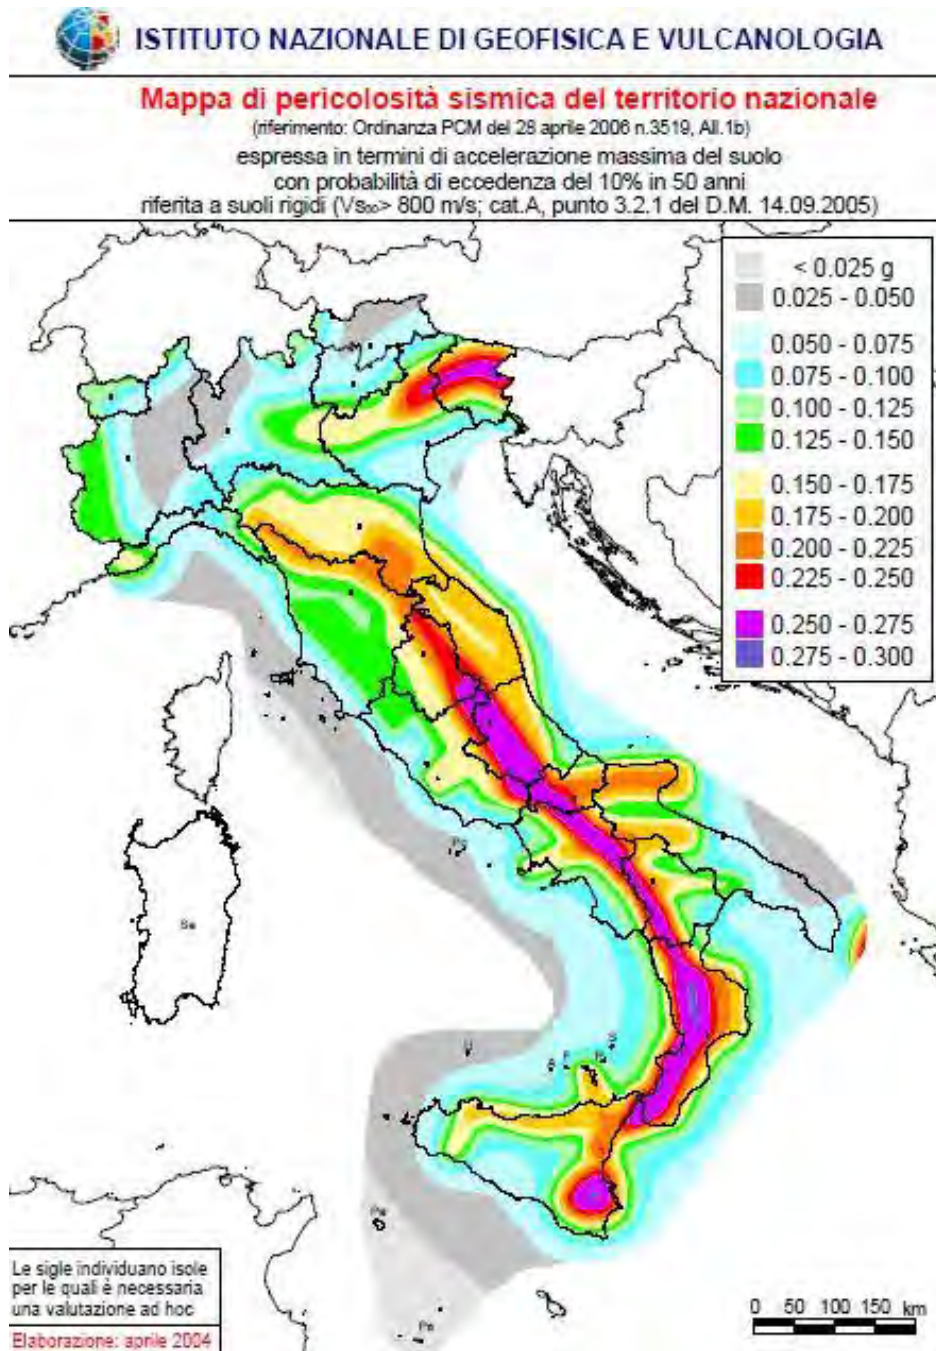 ISTITUTO NAZIONALE DI GEOFISICA E VULCANOLOGIA
Mappa di pericolosità sismica del territorio nazionale
(riferimento: Ordinanza PCM del 28 aprile 2006 n.3519, All.1b)
espressa in termini di accelerazione massima del suolo
con probabilità di eccedenza del 10% in 50 anni
riferita a suoli rigidi (Vs₃₀> 800 m/s; cat.A, punto 3.2.1 del D.M. 14.09.2005)
< 0.025 g
0.025 - 0.050
0.050 - 0.075
0.075 - 0.100
0.100 - 0.125
0.125 - 0.150
0.150 - 0.175
0.175 - 0.200
0.200 - 0.225
0.225 - 0.250
0.250 - 0.275
0.275 - 0.300
Sa
U
Pa
Le sigle individuano isole
per le quali è necessaria
una valutazione ad hoc
Elaborazione: aprile 2004
0 50 100 150 km